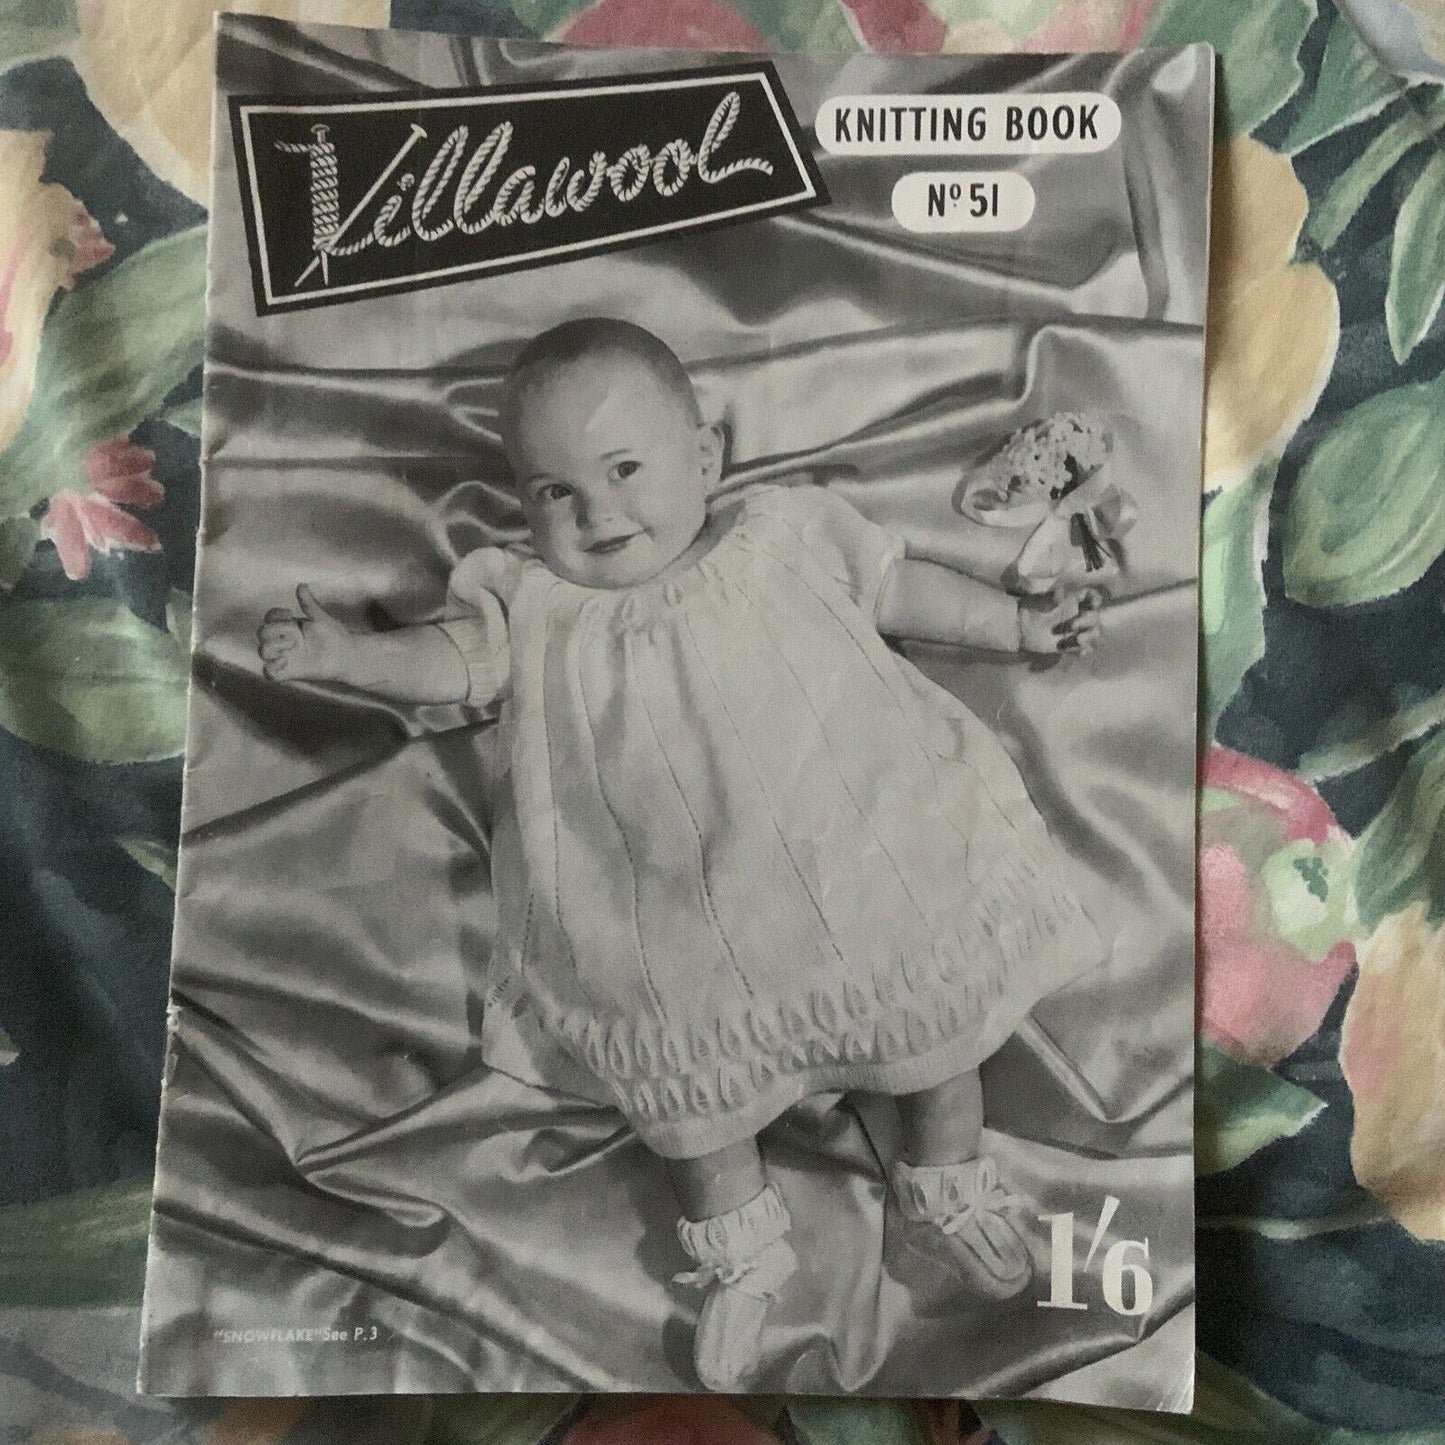 Villawool
KNITTING BOOK
Nº 51
1/6
"SNOWFLAKE" See P. 3